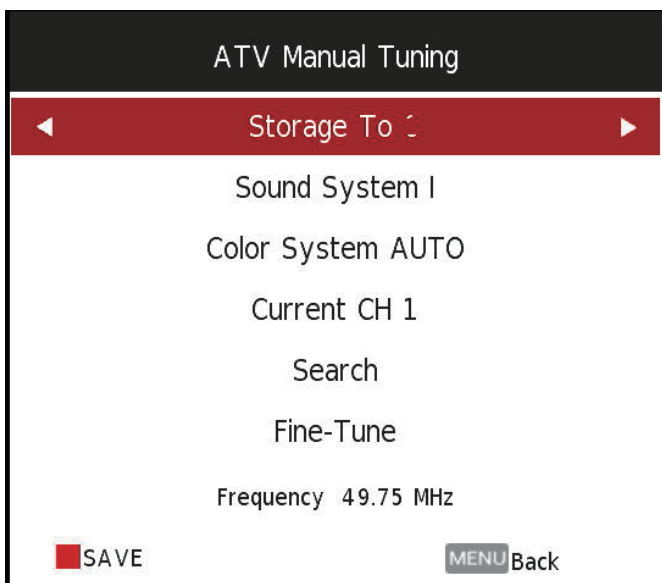 ATV Manual Tuning
Storage To
Sound System I
Color System AUTO
Current CH 1
Search
Fine-Tune
Frequency 49.75 MHz
SAVE
MENU Back